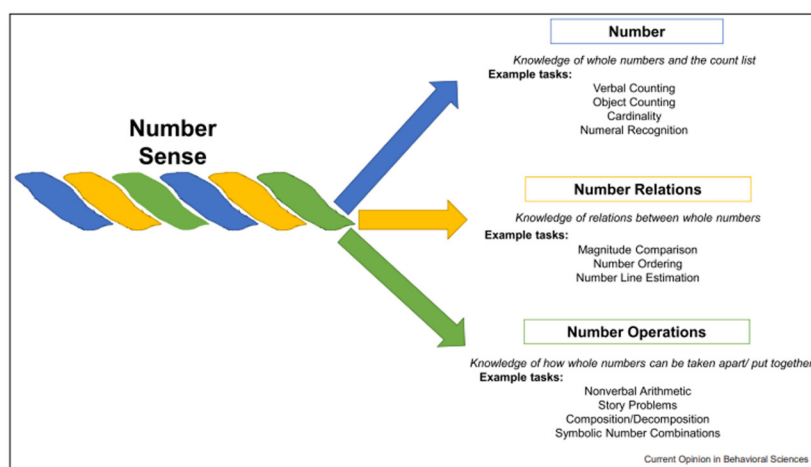 Number
Sense
Number
Knowledge of whole numbers and the count list
Example tasks:
Verbal Counting
Object Counting
Cardinality
Numeral Recognition
Number Relations
Knowledge of relations between whole numbers
Example tasks:
Magnitude Comparison
Number Ordering
Number Line Estimation
Number Operations
Knowledge of how whole numbers can be taken apart/ put together
Example tasks:
Nonverbal Arithmetic
Story Problems
Composition/Decomposition
Symbolic Number Combinations
Current Opinion in Behavioral Sciences